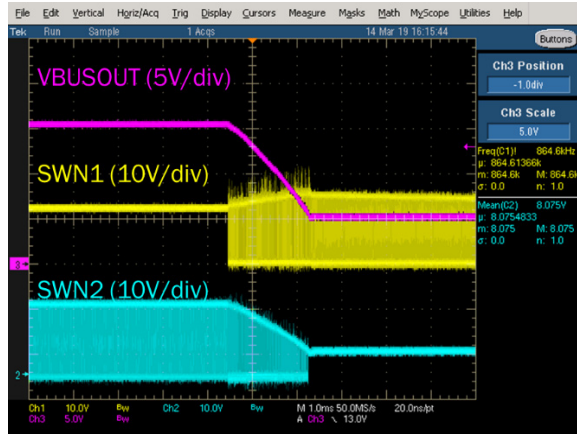 File Edit Vertical Horiz/Acq Trig Display Cursors Measure Masks Math MyScope Utilities Help
Tek Run Sample 1 Acqs 14 Mar 19 16:15:44
Buttons
Ch3 Position
-1.0div
Ch3 Scale
5.0V
VBUSOUT (5V/div)
Freq(C1)! 864.6kHz
µ: 864.61366k
m: 864.6k M: 864.6k
σ: 0.0 n: 1.0
SWN1 (10V/div)
Mean(C2) 8.075V
µ: 8.0754833
m: 8.075 M: 8.075
σ: 0.0 n: 1.0
3
SWN2 (10V/div)
2
Ch1 10.0V Bw Ch2 10.0V Bw M 1.0ms 50.0MS/s 20.0ns/pt
Ch3 5.0V Bw A Ch3 \ 13.0V